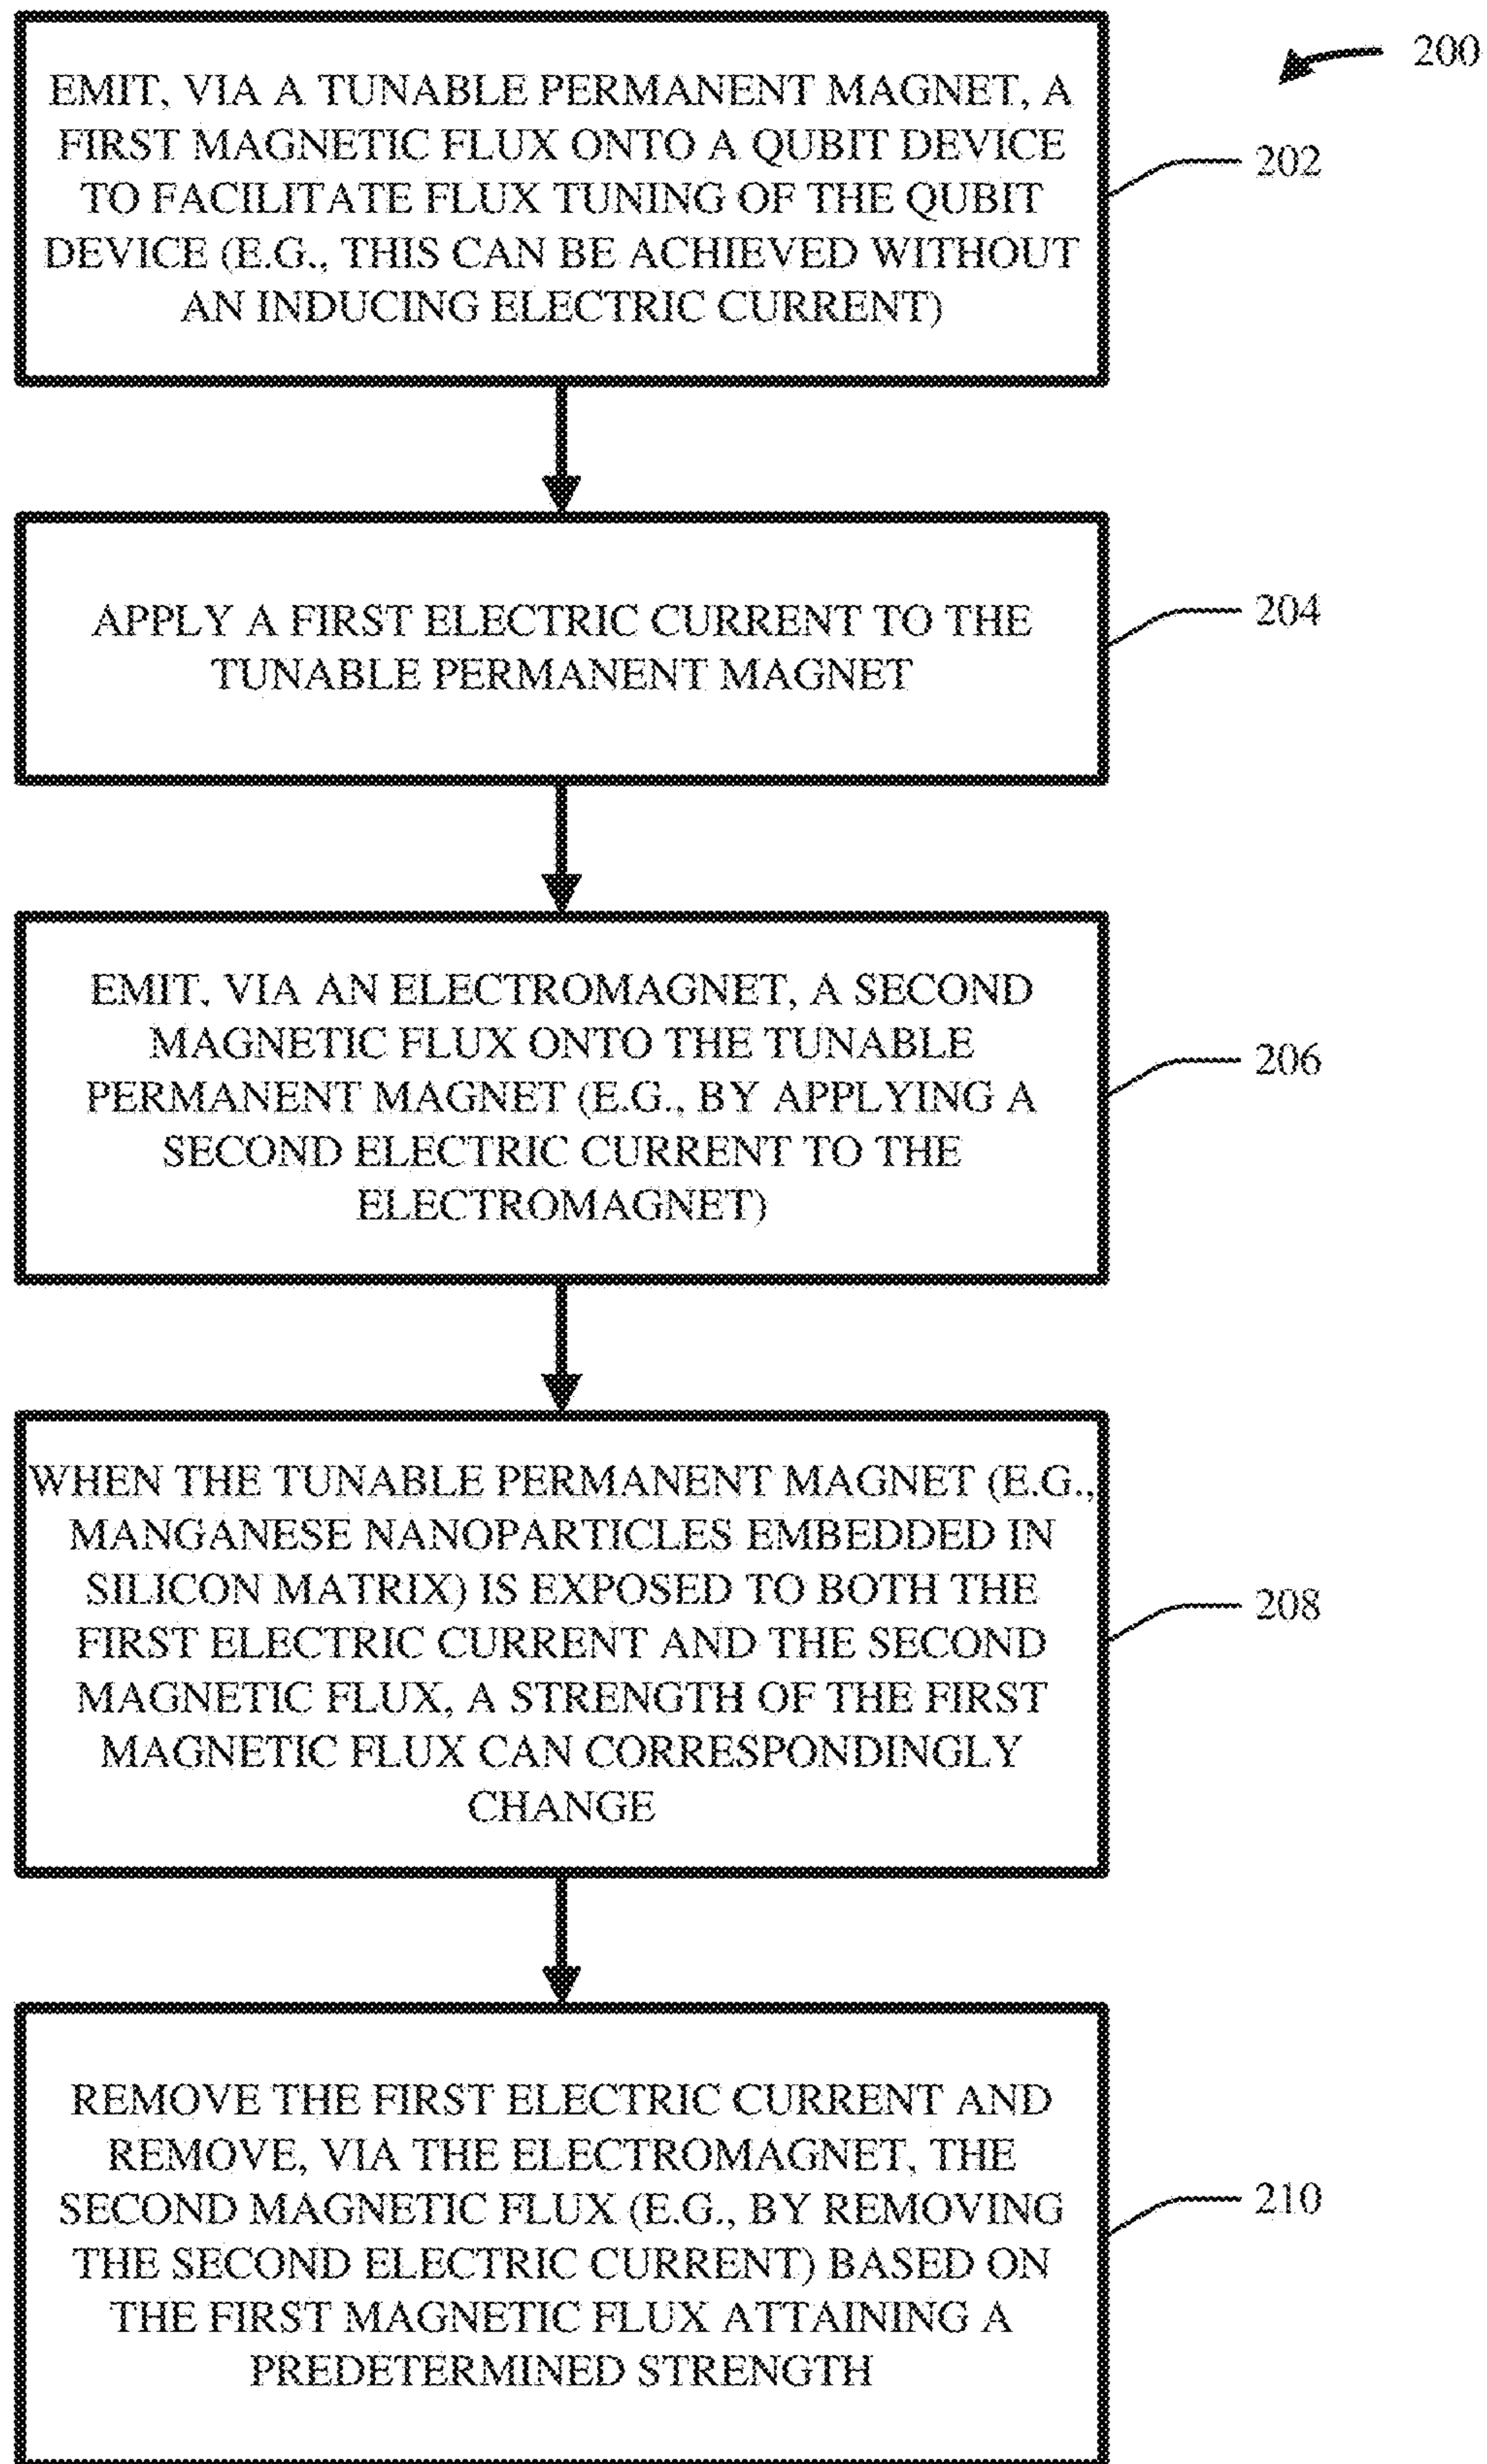 200
EMIT, VIA A TUNABLE PERMANENT MAGNET, A
FIRST MAGNETIC FLUX ONTO A QUBIT DEVICE
TO FACILITATE FLUX TUNING OF THE QUBIT
DEVICE (E.G., THIS CAN BE ACHIEVED WITHOUT
AN INDUCING ELECTRIC CURRENT)
202
APPLY A FIRST ELECTRIC CURRENT TO THE
TUNABLE PERMANENT MAGNET
204
EMIT, VIA AN ELECTROMAGNET, A SECOND
MAGNETIC FLUX ONTO THE TUNABLE
PERMANENT MAGNET (E.G., BY APPLYING A
SECOND ELECTRIC CURRENT TO THE
ELECTROMAGNET)
206
WHEN THE TUNABLE PERMANENT MAGNET (E.G.,
MANGANESE NANOPARTICLES EMBEDDED IN
SILICON MATRIX) IS EXPOSED TO BOTH THE
FIRST ELECTRIC CURRENT AND THE SECOND
MAGNETIC FLUX, A STRENGTH OF THE FIRST
MAGNETIC FLUX CAN CORRESPONDINGLY
CHANGE
208
REMOVE THE FIRST ELECTRIC CURRENT AND
REMOVE, VIA THE ELECTROMAGNET, THE
SECOND MAGNETIC FLUX (E.G., BY REMOVING
THE SECOND ELECTRIC CURRENT) BASED ON
THE FIRST MAGNETIC FLUX ATTAINING A
PREDETERMINED STRENGTH
210